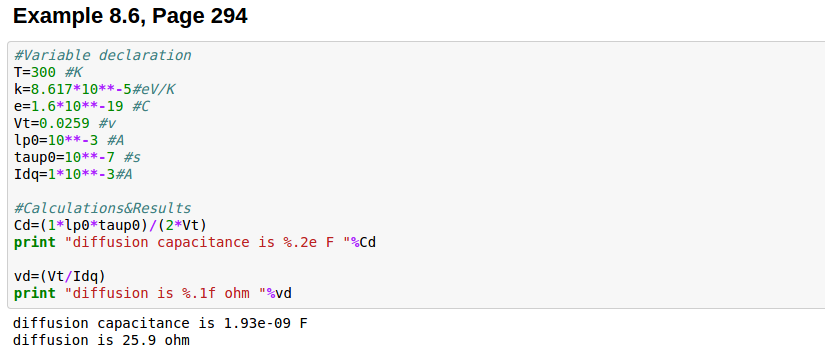 Example 8.6, Page 294
#Variable declaration
T=300 #K
k=8.617*10**-5#eV/K
e=1.6*10**-19 #C
Vt=0.0259 #v
lp0=10**-3 #A
taup0=10**-7 #s
Idq=1*10**-3#A
#Calculations&Results
Cd=(1*lp0*taup0)/(2*Vt)
print "diffusion capacitance is %.2e F "%Cd
vd=(Vt/Idq)
print "diffusion is %.1f ohm "%vd
diffusion capacitance is 1.93e-09 F
diffusion is 25.9 ohm